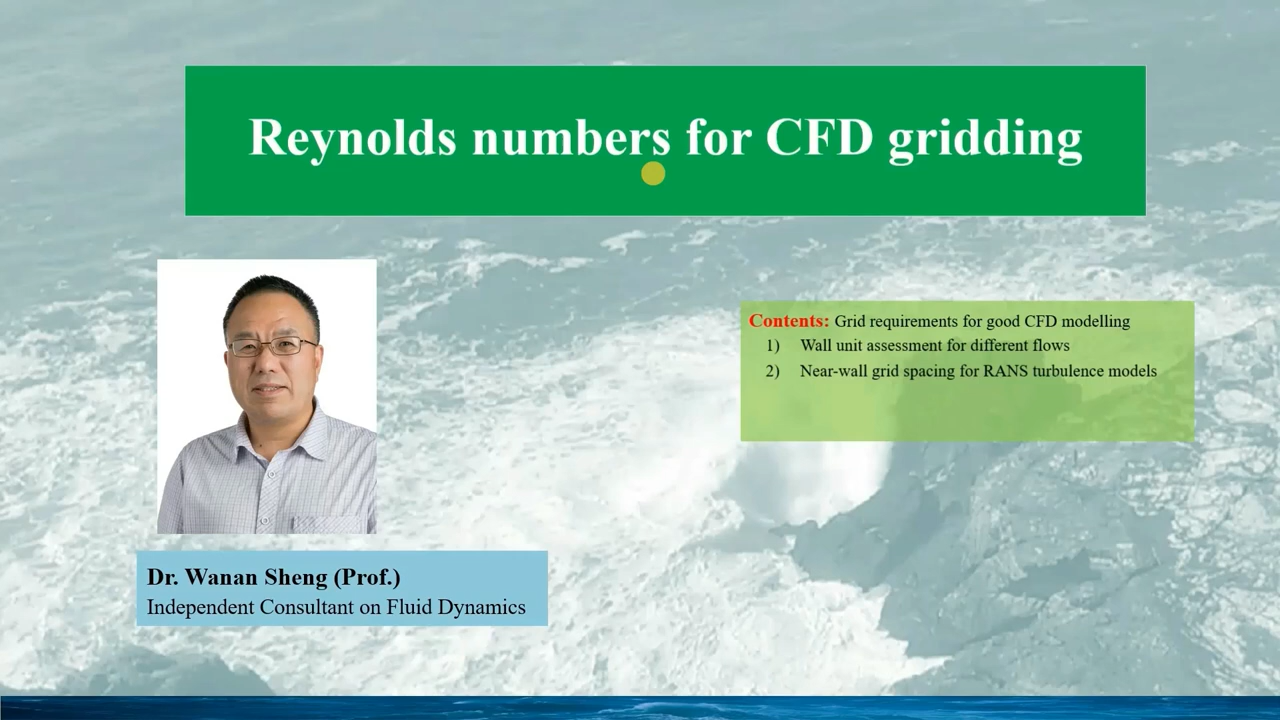 Reynolds numbers for CFD gridding
Contents: Grid requirements for good CFD modelling
1) Wall unit assessment for different flows
2) Near-wall grid spacing for RANS turbulence models
Dr. Wanan Sheng (Prof.)
Independent Consultant on Fluid Dynamics